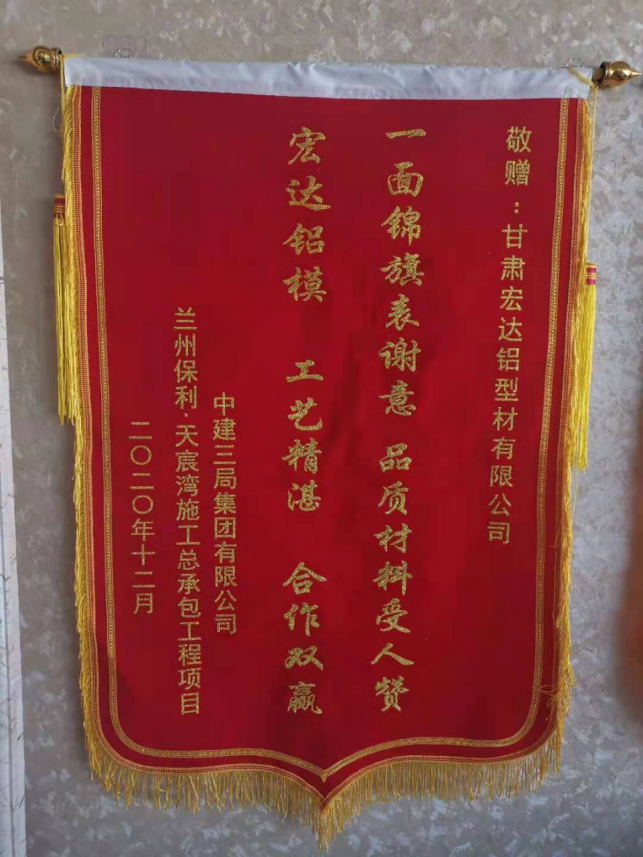 敬赠：甘肃宏达铝型材有限公司
一面锦旗表谢意 品质材料受人赞
宏达铝模 工艺精湛 合作双赢
中建三局集团有限公司
兰州保利·天宸湾施工总承包工程项目
二〇二〇年十二月